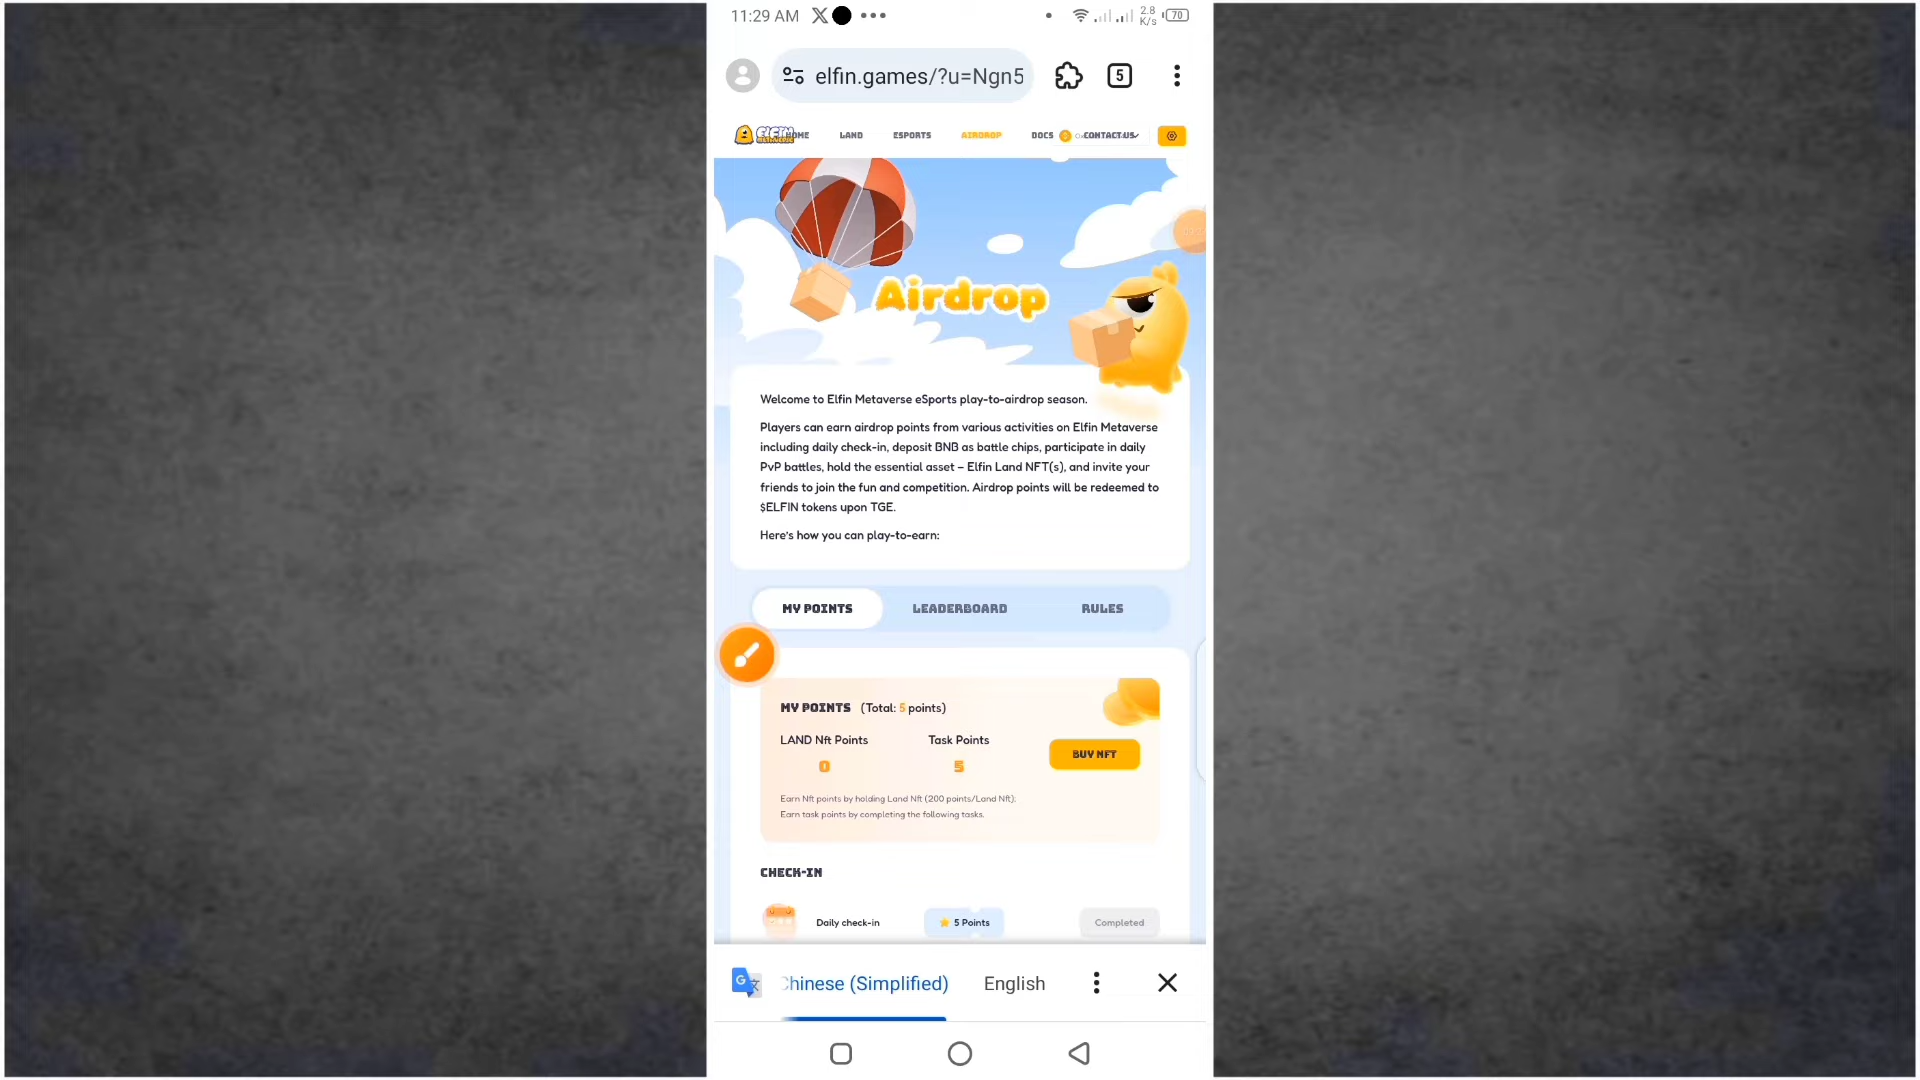 11:29 AM
2.8
K/s
70
elfin.games/?u=Ngn5
5
ELFIN
METAVERSE
LAND
ESPORTS
AIRDROP
DOCS
CONTACT US
Airdrop
Welcome to Elfin Metaverse eSports play-to-airdrop season.
Players can earn airdrop points from various activities on Elfin Metaverse
including daily check-in, deposit BNB as battle chips, participate in daily
PvP battles, hold the essential asset – Elfin Land NFT(s), and invite your
friends to join the fun and competition. Airdrop points will be redeemed to
$ELFIN tokens upon TGE.
Here's how you can play-to-earn:
MY POINTS
LEADERBOARD
RULES
MY POINTS (Total: 5 points)
LAND Nft Points
Task Points
0
5
BUY NFT
Earn Nft points by holding Land Nft (200 points/Land Nft);
Earn task points by completing the following tasks.
CHECK-IN
Daily check-in
5 Points
Completed
Chinese (Simplified)
English